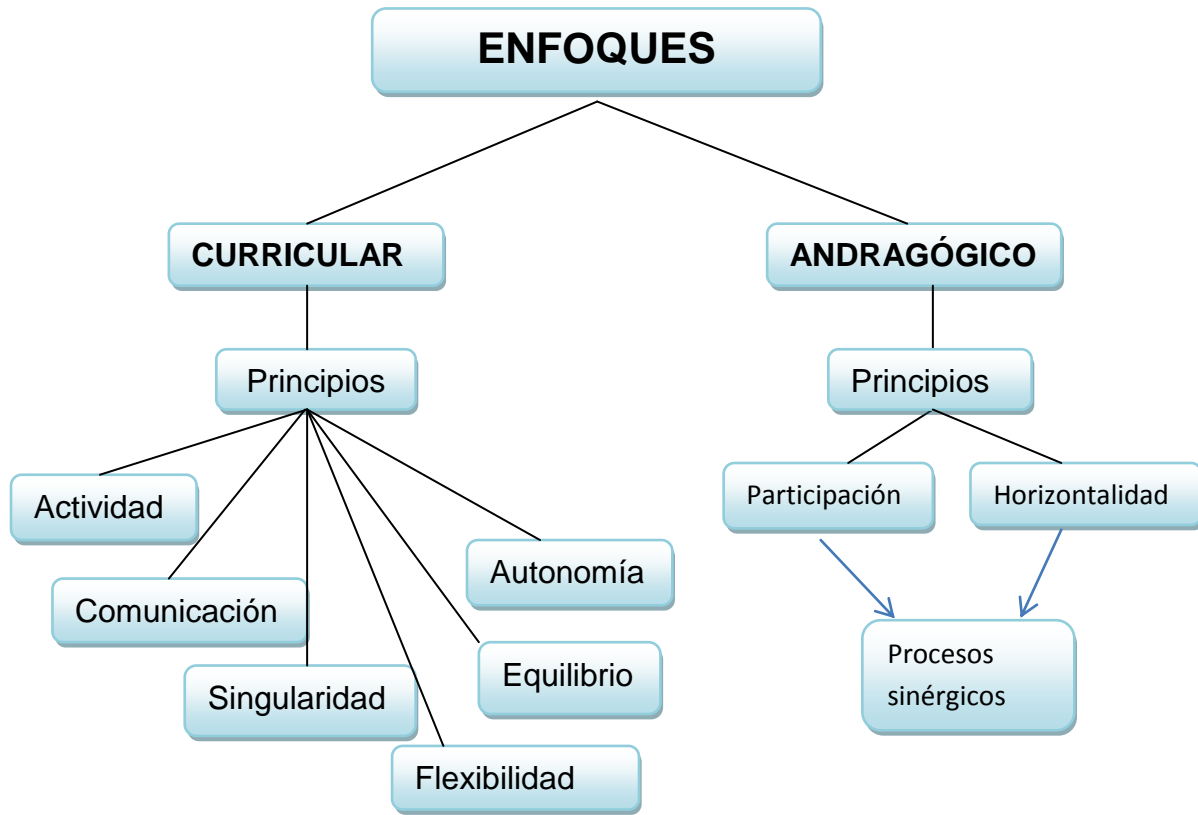 ENFOQUES
CURRICULAR
ANDRAGÓGICO
Principios
Principios
Actividad
Comunicación
Singularidad
Flexibilidad
Equilibrio
Autonomía
Participación
Horizontalidad
Procesos
sinérgicos